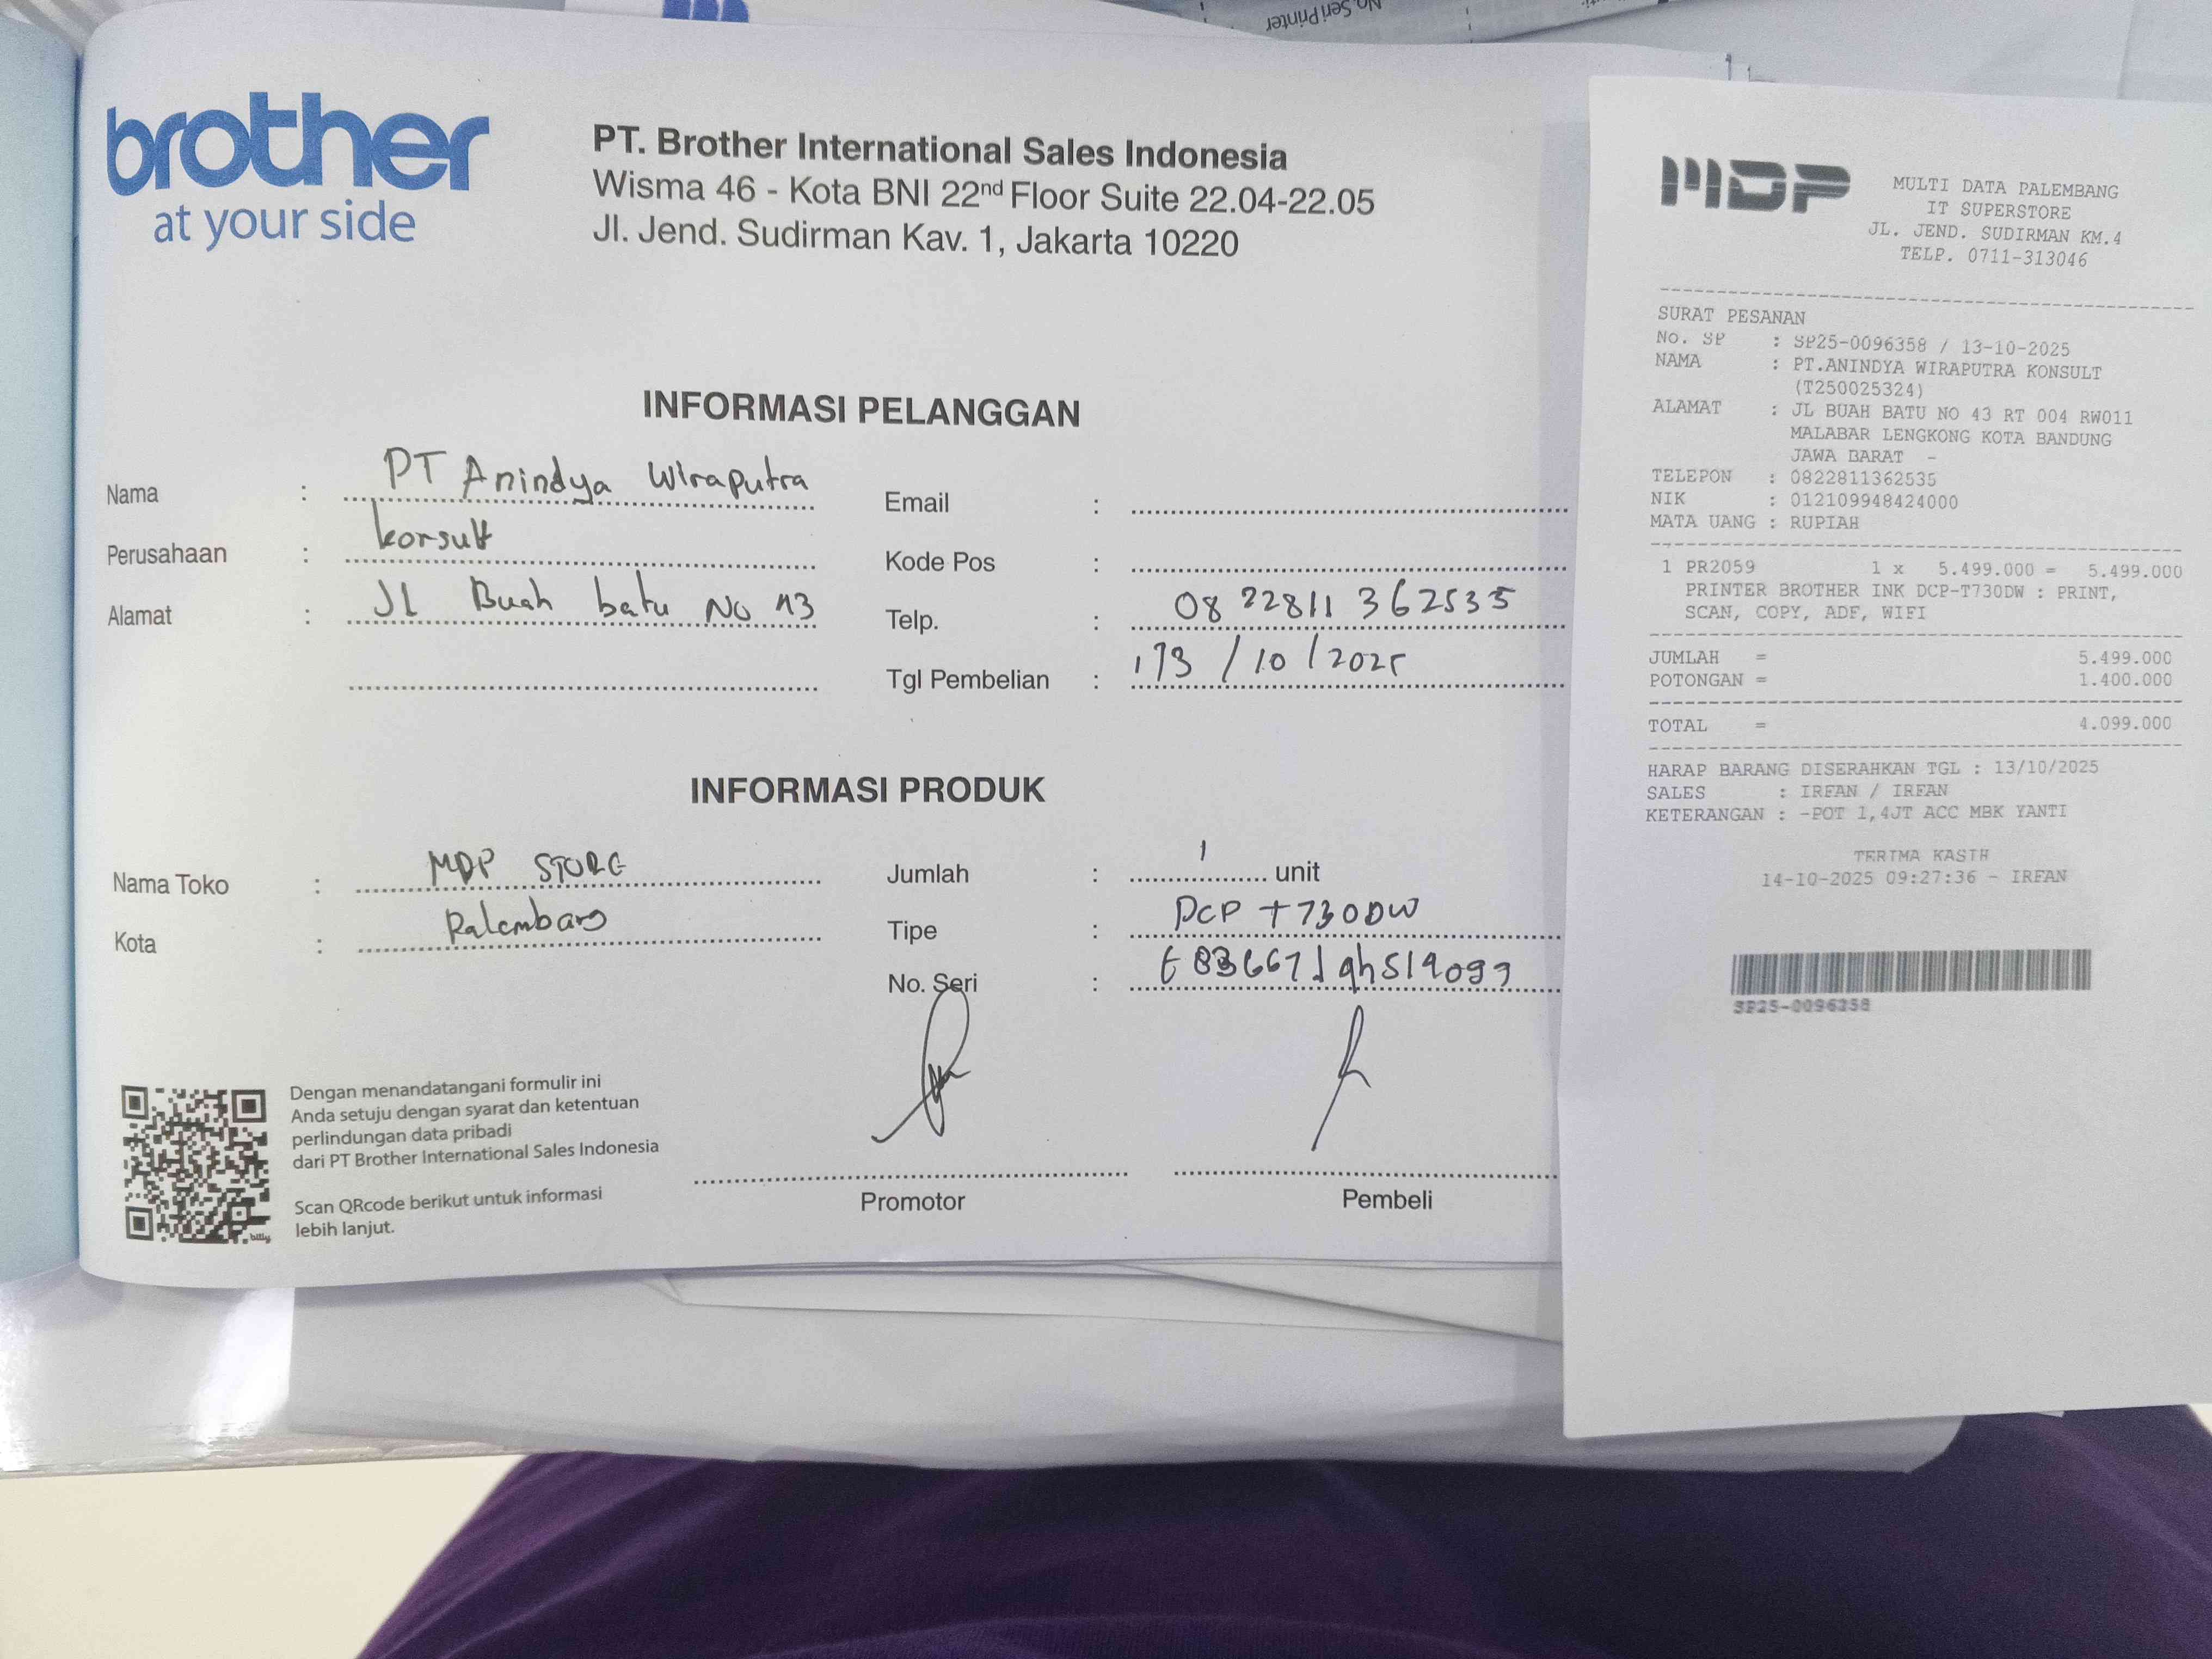 No.Seri Printer
brother
at your side
PT. Brother International Sales Indonesia
Wisma 46 - Kota BNI 22nd Floor Suite 22.04-22.05
Jl. Jend. Sudirman Kav. 1, Jakarta 10220
INFORMASI PELANGGAN
Nama : PT Anindya Wiraputra
Perusahaan : konsult
Alamat : Jl Buah batu No 43
Email :
Kode Pos :
Telp. : 0822811362535
Tgl Pembelian : 13/10/2025
INFORMASI PRODUK
Nama Toko : MDP STORE
Kota : Palembang
Jumlah : 1 unit
Tipe : DCP T730DW
No. Seri :
Dengan menandatangani formulir ini
Anda setuju dengan syarat dan ketentuan
perlindungan data pribadi
dari PT Brother International Sales Indonesia
Scan QRcode berikut untuk informasi
lebih lanjut.
bitly
Promotor
Pembeli
MDP
MULTI DATA PALEMBANG
IT SUPERSTORE
JL. JEND. SUDIRMAN KM.4
TELP. 0711-313046
SURAT PESANAN
No. SP : SP25-0096358 / 13-10-2025
NAMA : PT.ANINDYA WIRAPUTRA KONSULT
(T250025324)
ALAMAT : JL BUAH BATU NO 43 RT 004 RW011
MALABAR LENGKONG KOTA BANDUNG
JAWA BARAT -
TELEPON : 0822811362535
NIK : 012109948424000
MATA UANG : RUPIAH
1 PR2059 1 x 5.499.000 = 5.499.000
PRINTER BROTHER INK DCP-T730DW : PRINT,
SCAN, COPY, ADF, WIFI
JUMLAH = 5.499.000
POTONGAN = 1.400.000
TOTAL = 4.099.000
HARAP BARANG DISERAHKAN TGL : 13/10/2025
SALES : IRFAN / IRFAN
KETERANGAN : -POT 1,4JT ACC MBK YANTI
TERIMA KASIH
14-10-2025 09:27:36 - IRFAN
SP25-0096358